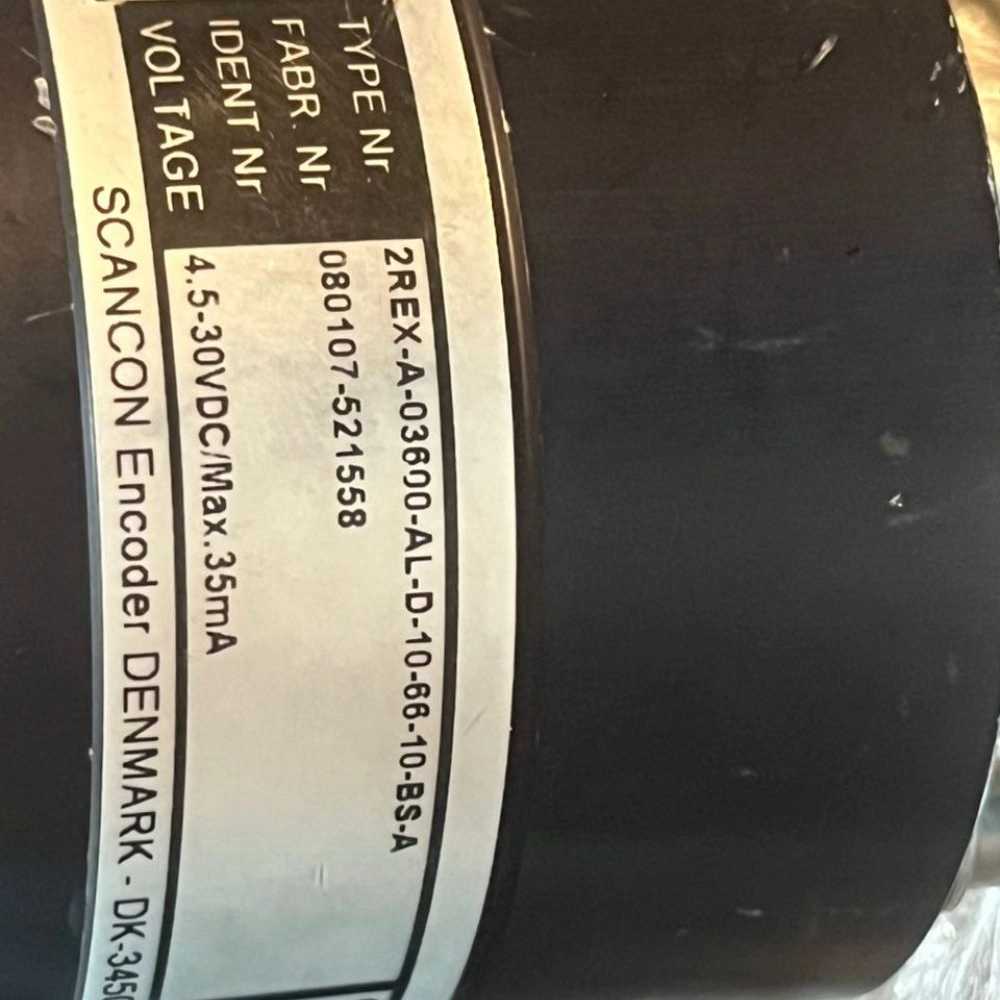 TYPE Nr. 2REX-A-03600-AL-D-10-66-10-BS-A
FABR. Nr 080107-521558
IDENT Nr
VOLTAGE 4.5-30VDC/Max.35mA
SCANCON Encoder DENMARK - DK-345